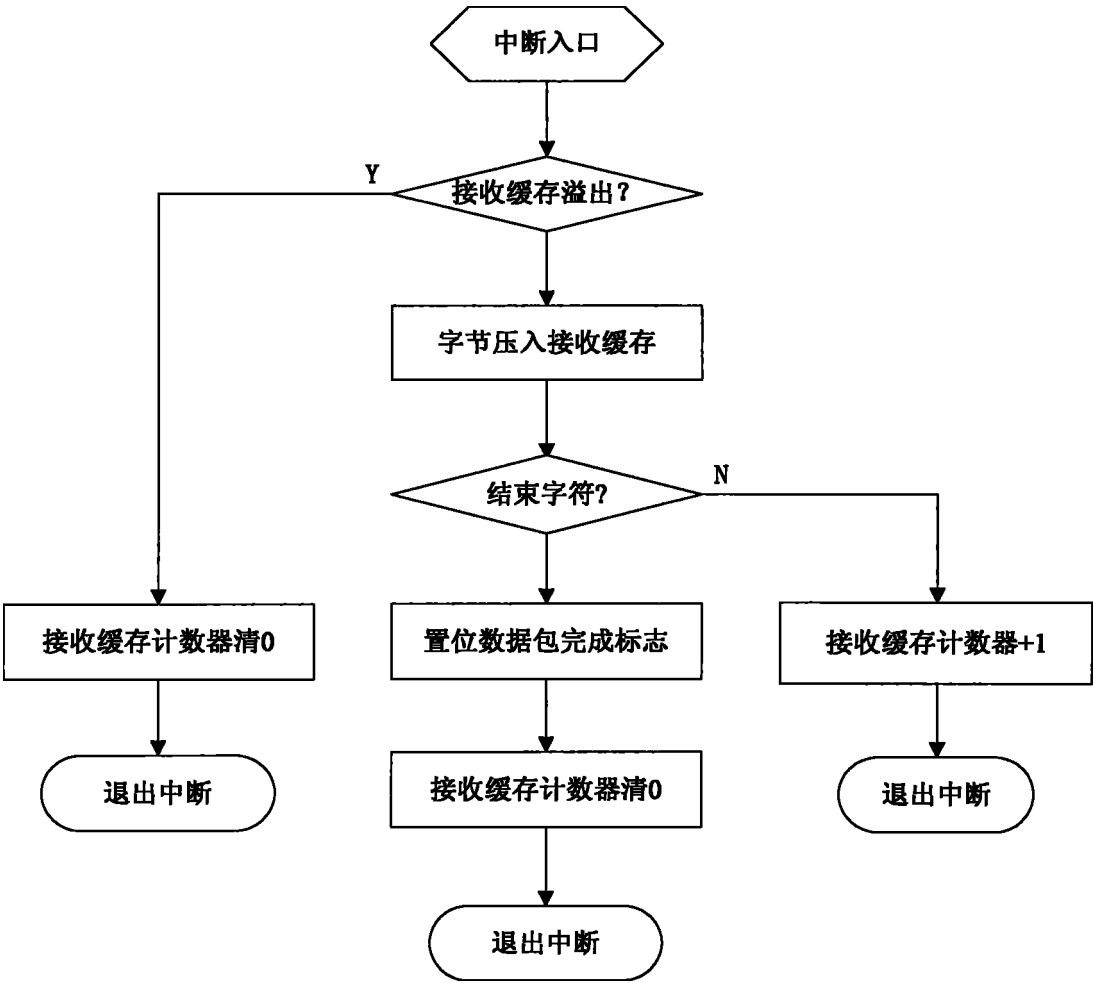 中断入口
Y
接收缓存溢出?
字节压入接收缓存
结束字符?
N
接收缓存计数器清0
置位数据包完成标志
接收缓存计数器+1
退出中断
接收缓存计数器清0
退出中断
退出中断